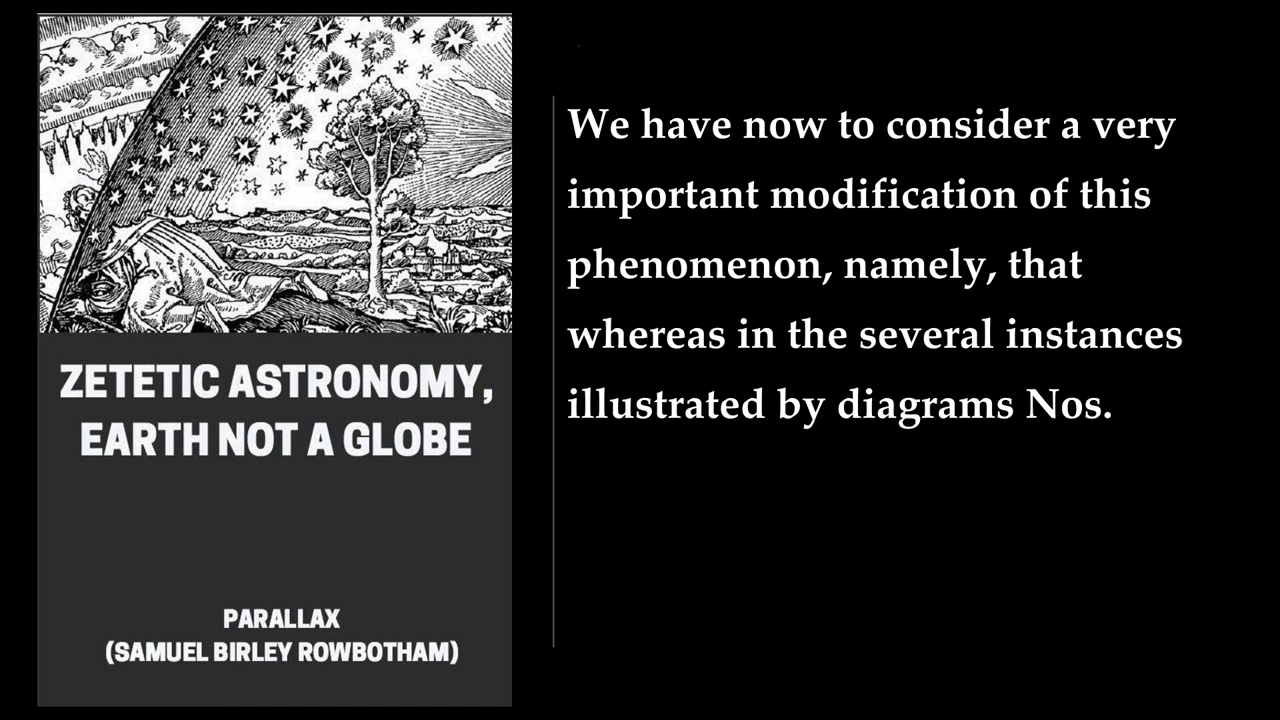 ZETETIC ASTRONOMY,
EARTH NOT A GLOBE
PARALLAX
(SAMUEL BIRLEY ROWBOTHAM)
We have now to consider a very
important modification of this
phenomenon, namely, that
whereas in the several instances
illustrated by diagrams Nos.